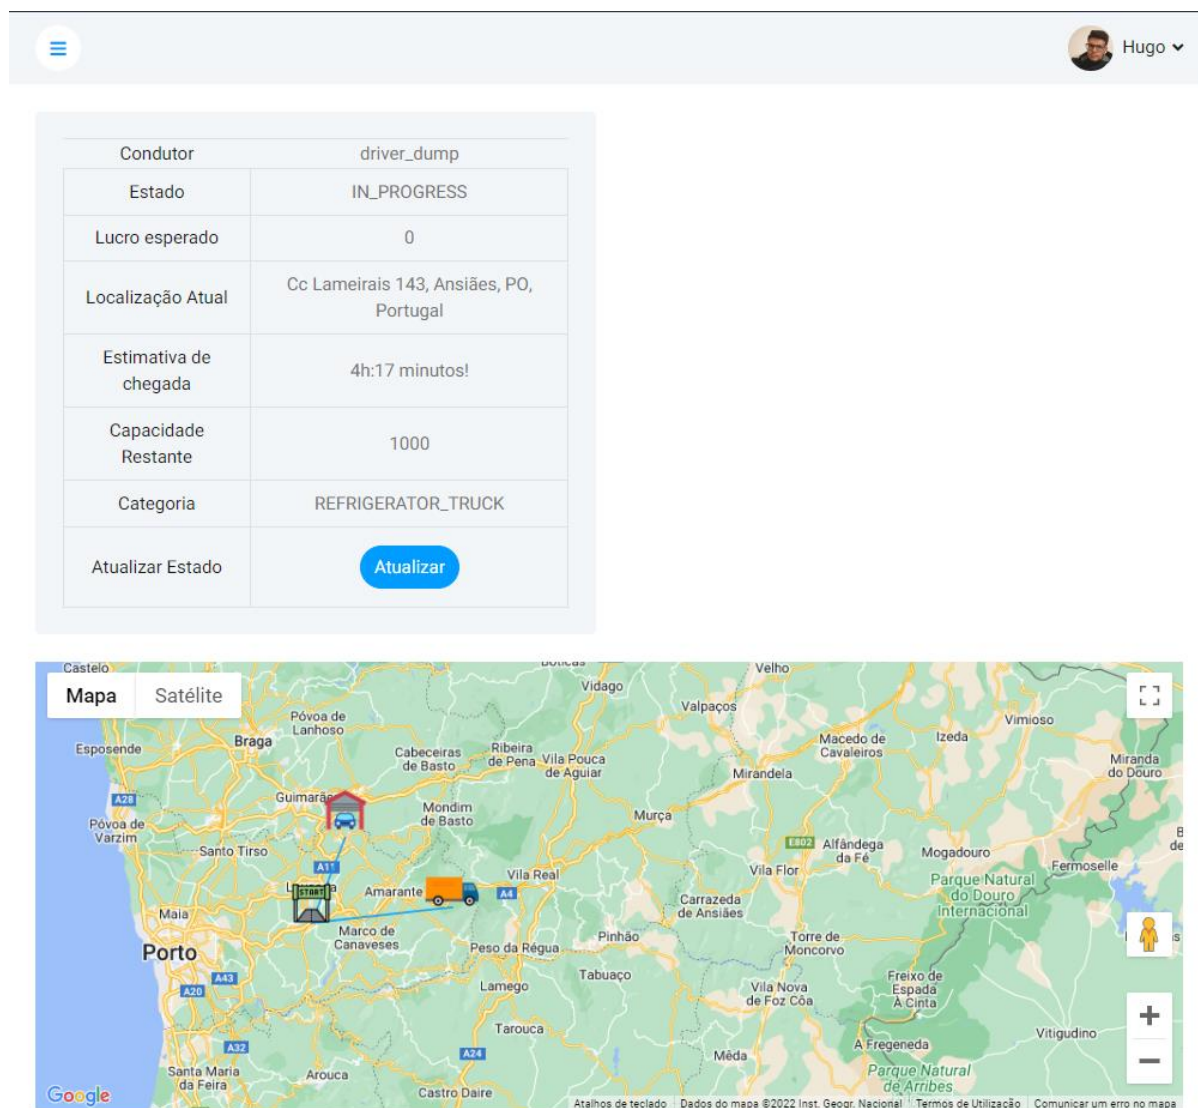 Hugo
Condutor driver_dump
Estado IN_PROGRESS
Lucro esperado 0
Localização Atual Cc Lameirais 143, Ansiães, PO,
Portugal
Estimativa de
chegada 4h:17 minutos!
Capacidade
Restante 1000
Categoria REFRIGERATOR_TRUCK
Atualizar Estado Atualizar
Castelo
Velho
Mapa Satélite
Vidago
Valpaços
Póvoa de
Lanhoso
Vimioso
Esposende
Braga
Cabeceiras
de Basto
Ribeira
de Pena
Vila Pouca
de Aguiar
Macedo de
Cavaleiros
Izeda
Mirandela
Miranda
do Douro
A28
Mondim
de Basto
Murça
Póvoa de
Varzim
Santo Tirso
E802
Alfândega
da Fé
Mogadouro
A11
Vila Real
Vila Flor
Fermoselle
START
Amarante
A4
Carrazeda
de Ansiães
Parque Natural
do Douro
Internacional
Maia
Marco de
Canaveses
Porto
Peso da Régua
Pinhão
Torre de
Moncorvo
A43
A20
Lamego
Tabuaço
Vila Nova
de Foz Côa
Freixo de
Espada
À Cinta
Tarouca
Vitigudino
A32
A24
Mêda
A Fregeneda
Santa Maria
da Feira
Arouca
Castro Daire
Parque Natural
de Arribes
Google
Atalhos de teclado Dados do mapa ©2022 Inst. Geogr. Nacional Termos de Utilização Comunicar um erro no mapa